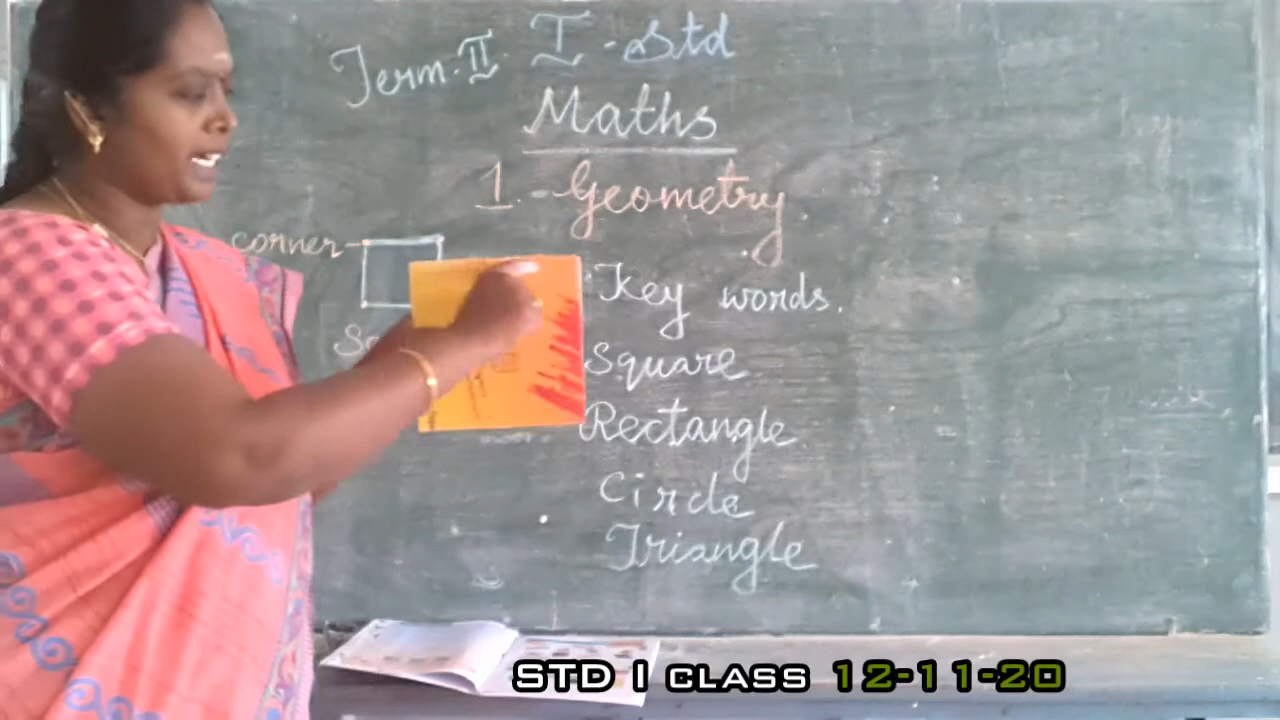 Term. II. I - Std
Maths
1. Geometry.
corner
Key words.
Square
Rectangle
Circle
Triangle
STD I CLASS 12-11-20